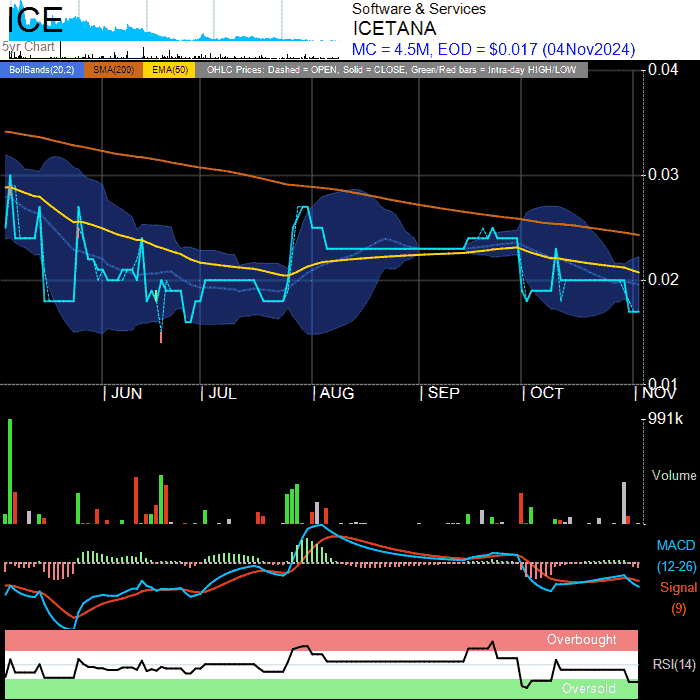 ICE
5yr Chart
Software & Services
ICETANA
MC = 4.5M, EOD = $0.017 (04Nov2024)
BollBands(20,2) SMA(200) EMA(50) OHLC Prices: Dashed = OPEN, Solid = CLOSE, Green/Red bars = Intra-day HIGH/LOW
0.04
0.03
0.02
0.01
JUN JUL AUG SEP OCT NOV
991k
Volume
MACD
(12-26)
Signal
(9)
Overbought
RSI(14)
Oversold